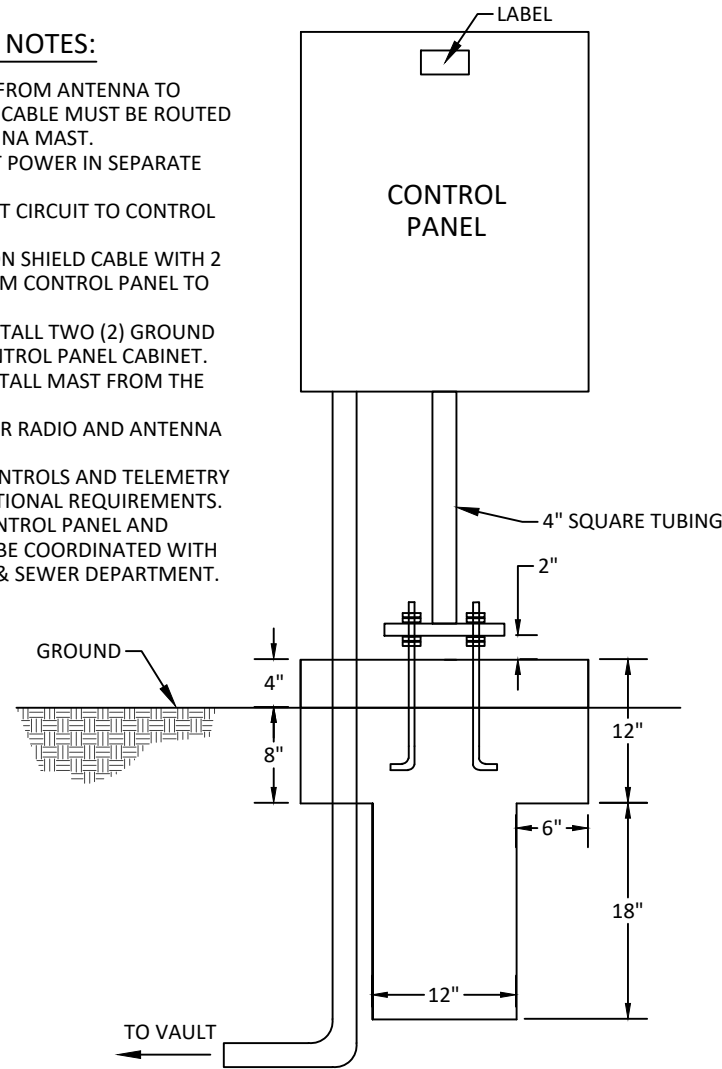 NOTES:
FROM ANTENNA TO
CABLE MUST BE ROUTED
NA MAST.
T POWER IN SEPARATE
T CIRCUIT TO CONTROL
ON SHIELD CABLE WITH 2
M CONTROL PANEL TO
TALL TWO (2) GROUND
NTROL PANEL CABINET.
TALL MAST FROM THE
R RADIO AND ANTENNA
NTROLS AND TELEMETRY
TIONAL REQUIREMENTS.
NTROL PANEL AND
BE COORDINATED WITH
& SEWER DEPARTMENT.
LABEL
CONTROL
PANEL
4" SQUARE TUBING
2"
GROUND
4"
8"
12"
6"
18"
12"
TO VAULT